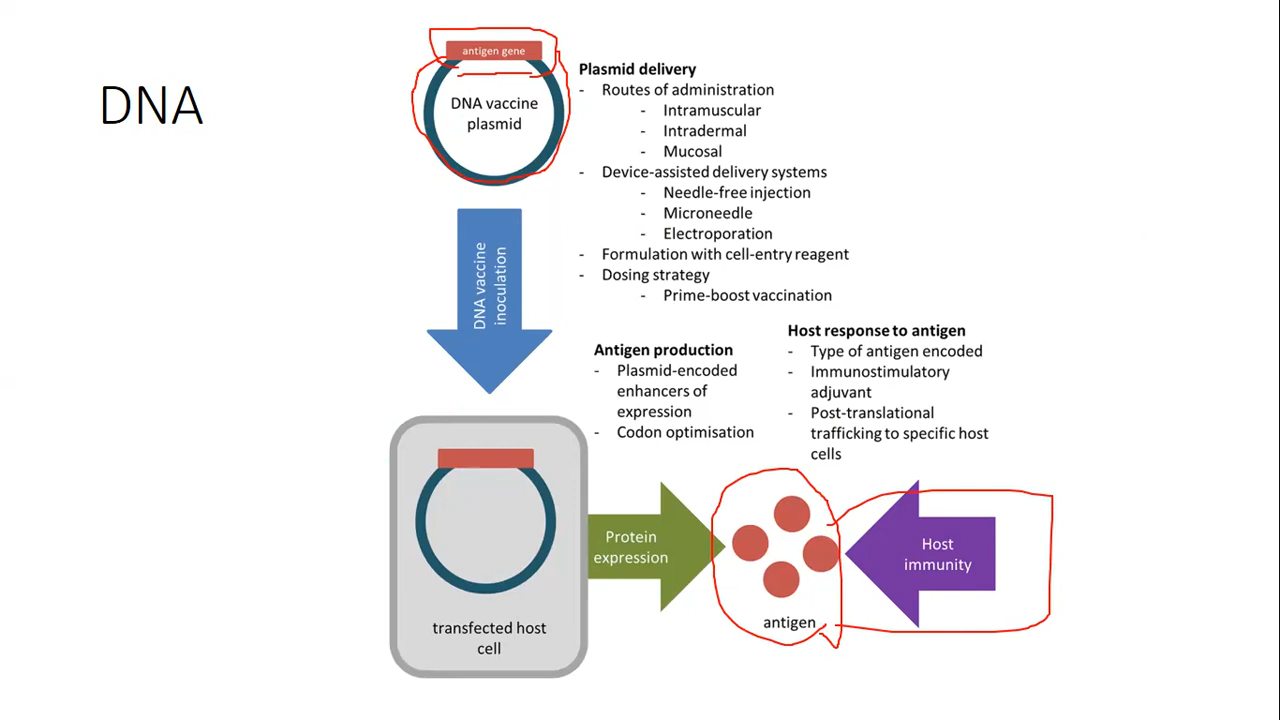 DNA
antigen gene
DNA vaccine
plasmid
Plasmid delivery
- Routes of administration
- Intramuscular
- Intradermal
- Mucosal
- Device-assisted delivery systems
- Needle-free injection
- Microneedle
- Electroporation
- Formulation with cell-entry reagent
- Dosing strategy
- Prime-boost vaccination
DNA vaccine
inoculation
Antigen production
- Plasmid-encoded
enhancers of
expression
- Codon optimisation
Host response to antigen
- Type of antigen encoded
- Immunostimulatory
adjuvant
- Post-translational
trafficking to specific host
cells
transfected host
cell
Protein
expression
antigen
Host
immunity